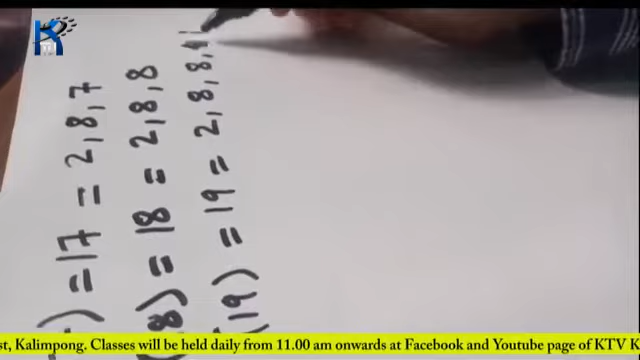 ) = 17 = 2,8,7
8) = 18 = 2,8,8
(19) = 19 = 2,8,8,1
st, Kalimpong. Classes will be held daily from 11.00 am onwards at Facebook and Youtube page of KTV K